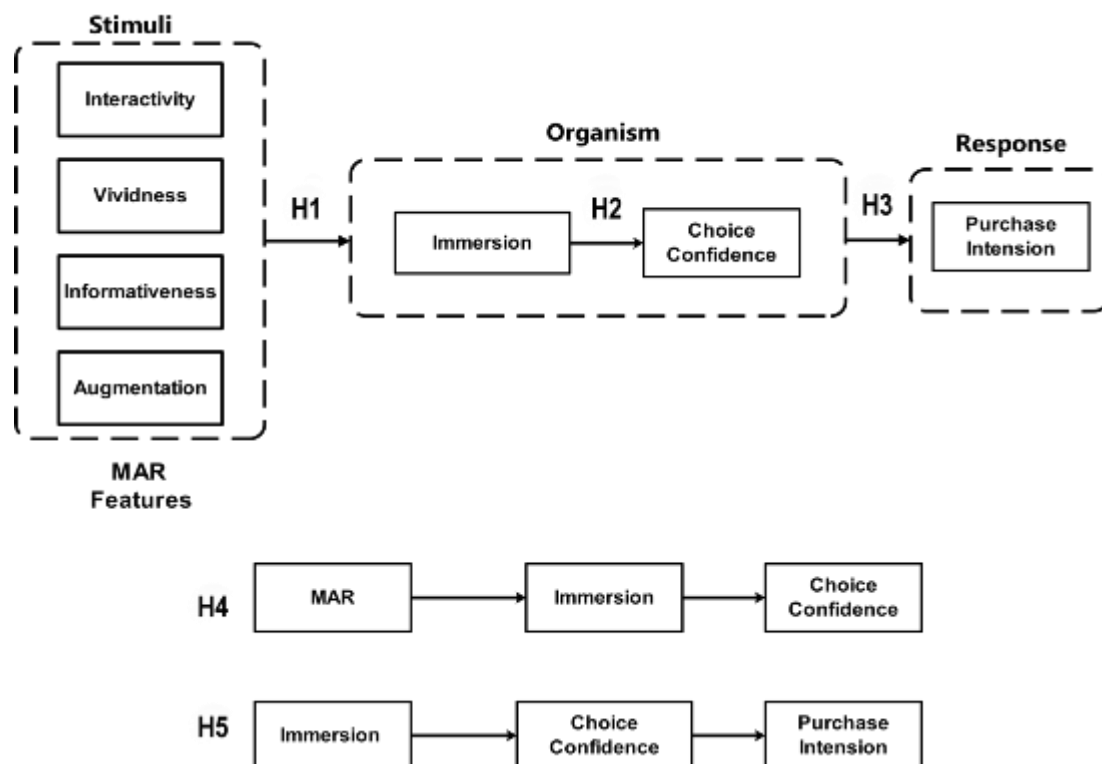 Stimuli
Interactivity
Vividness
Informativeness
Augmentation
MAR
Features
H1
Organism
Immersion
H2
Choice
Confidence
H3
Response
Purchase
Intension
H4
MAR
Immersion
Choice
Confidence
H5
Immersion
Choice
Confidence
Purchase
Intension